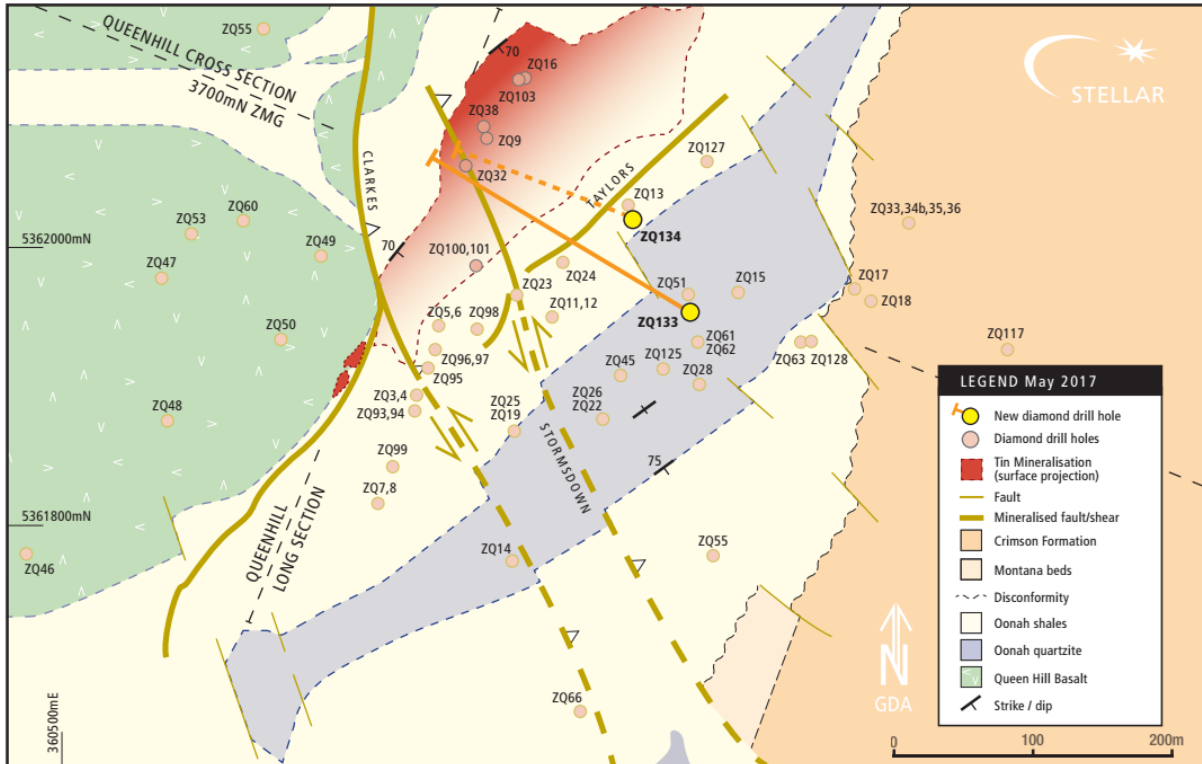 ZQ55
QUEENHILL CROSS SECTION
3700mN ZMG
70
ZQ16
ZQ103
ZQ38
ZQ9
ZQ32
STELLAR
CLARKES
TAYLORS
ZQ127
ZQ13
ZQ134
ZQ33,34b,35,36
ZQ53
ZQ60
5362000mN
ZQ49
70
ZQ100,101
ZQ47
ZQ24
ZQ23
ZQ51
ZQ15
ZQ17
ZQ18
ZQ11,12
ZQ133
ZQ5,6
ZQ98
ZQ50
ZQ61
ZQ62
ZQ63
ZQ128
ZQ117
ZQ96,97
ZQ95
ZQ45
ZQ125
ZQ28
ZQ3,4
ZQ93,94
ZQ48
ZQ25
ZQ19
ZQ26
ZQ22
STORMSDOWN
75
ZQ99
ZQ7,8
QUEENHILL
LONG SECTION
5361800mN
ZQ46
ZQ14
ZQ55
ZQ66
360500mE
N
GDA
LEGEND May 2017
New diamond drill hole
Diamond drill holes
Tin Mineralisation
(surface projection)
Fault
Mineralised fault/shear
Crimson Formation
Montana beds
Disconformity
Oonah shales
Oonah quartzite
Queen Hill Basalt
Strike / dip
0
100
200m